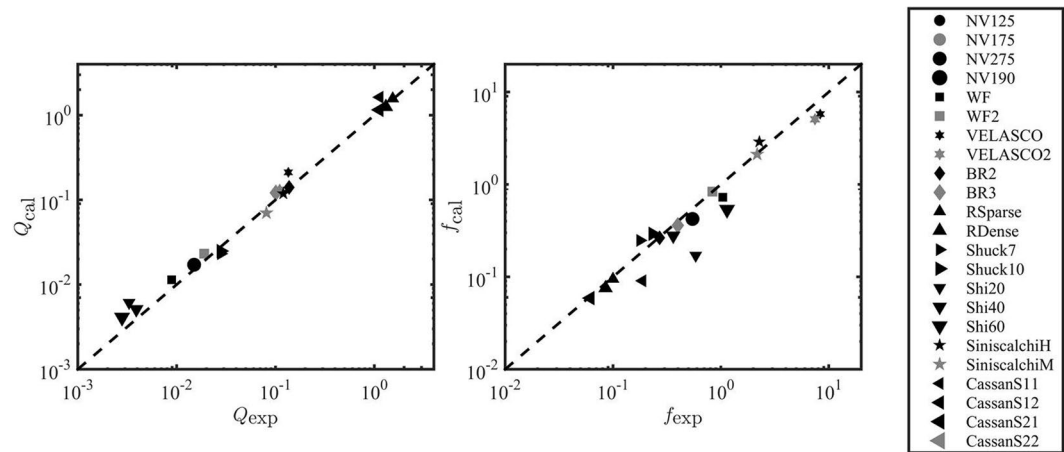 10^0
10^-1
10^-2
10^-3
Q_cal
10^-3
10^-2
10^-1
10^0
Q_exp
10^1
10^0
10^-1
10^-2
f_cal
10^-2
10^-1
10^0
10^1
f_exp
NV125
NV175
NV275
NV190
WF
WF2
VELASCO
VELASCO2
BR2
BR3
RSparse
RDense
Shuck7
Shuck10
Shi20
Shi40
Shi60
SiniscalchiH
SiniscalchiM
CassanS11
CassanS12
CassanS21
CassanS22